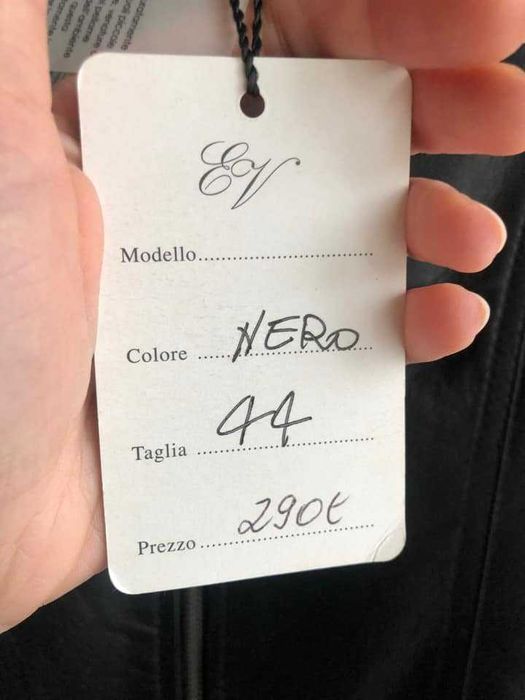 EV
Modello..............................
Colore ..........NERO..........
Taglia ..........44..........
Prezzo ..........290€..........